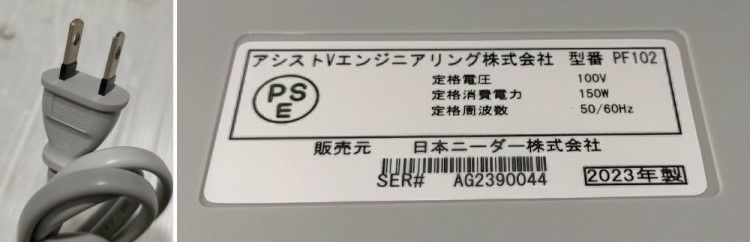 アシストVエンジニアリング株式会社 型番 PF102
PS
E
定格電圧 100V
定格消費電力 150W
定格周波数 50/60Hz
販売元 日本ニーダー株式会社
SER# AG2390044
2023年製